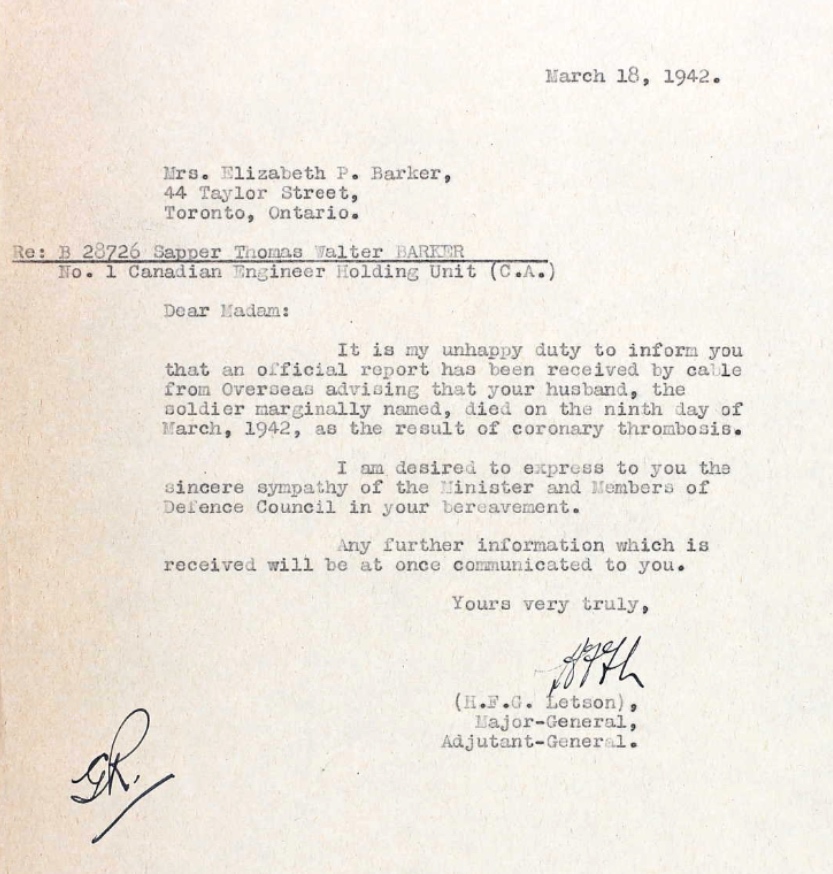 March 18, 1942.
Mrs. Elizabeth P. Barker,
44 Taylor Street,
Toronto, Ontario.
Re: B 28726 Sapper Thomas Walter BARKER
No. 1 Canadian Engineer Holding Unit (C.A.)
Dear Madam:
It is my unhappy duty to inform you
that an official report has been received by cable
from Overseas advising that your husband, the
soldier marginally named, died on the ninth day of
March, 1942, as the result of coronary thrombosis.
I am desired to express to you the
sincere sympathy of the Minister and Members of
Defence Council in your bereavement.
Any further information which is
received will be at once communicated to you.
Yours very truly,
(H.F.G. Letson),
Major-General,
Adjutant-General.
GR.